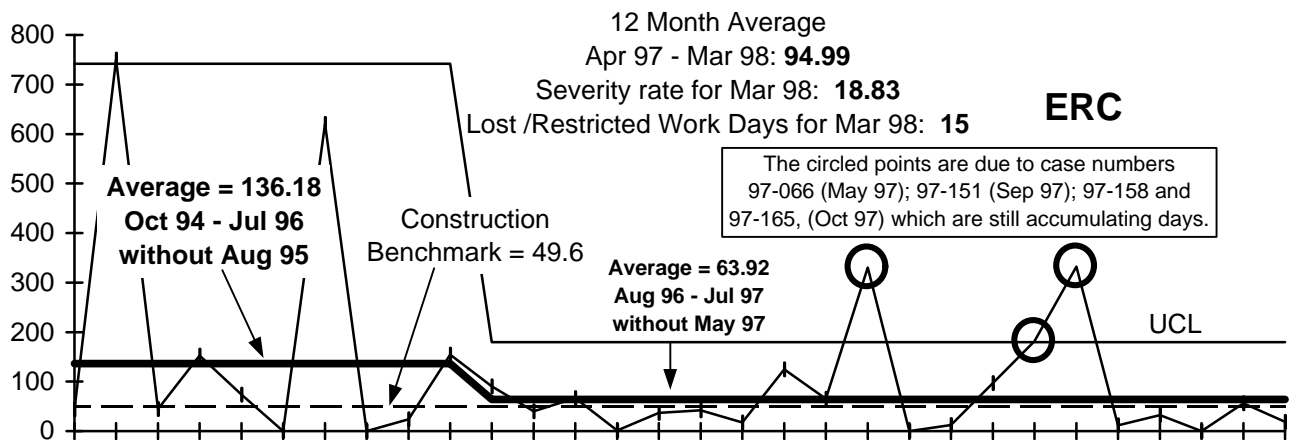 12 Month Average
Apr 97 - Mar 98: 94.99
Severity rate for Mar 98: 18.83
Lost /Restricted Work Days for Mar 98: 15
ERC
The circled points are due to case numbers
97-066 (May 97); 97-151 (Sep 97); 97-158 and
97-165, (Oct 97) which are still accumulating days.
Average = 136.18
Oct 94 - Jul 96
without Aug 95
Construction
Benchmark = 49.6
Average = 63.92
Aug 96 - Jul 97
without May 97
UCL
800
700
600
500
400
300
200
100
0